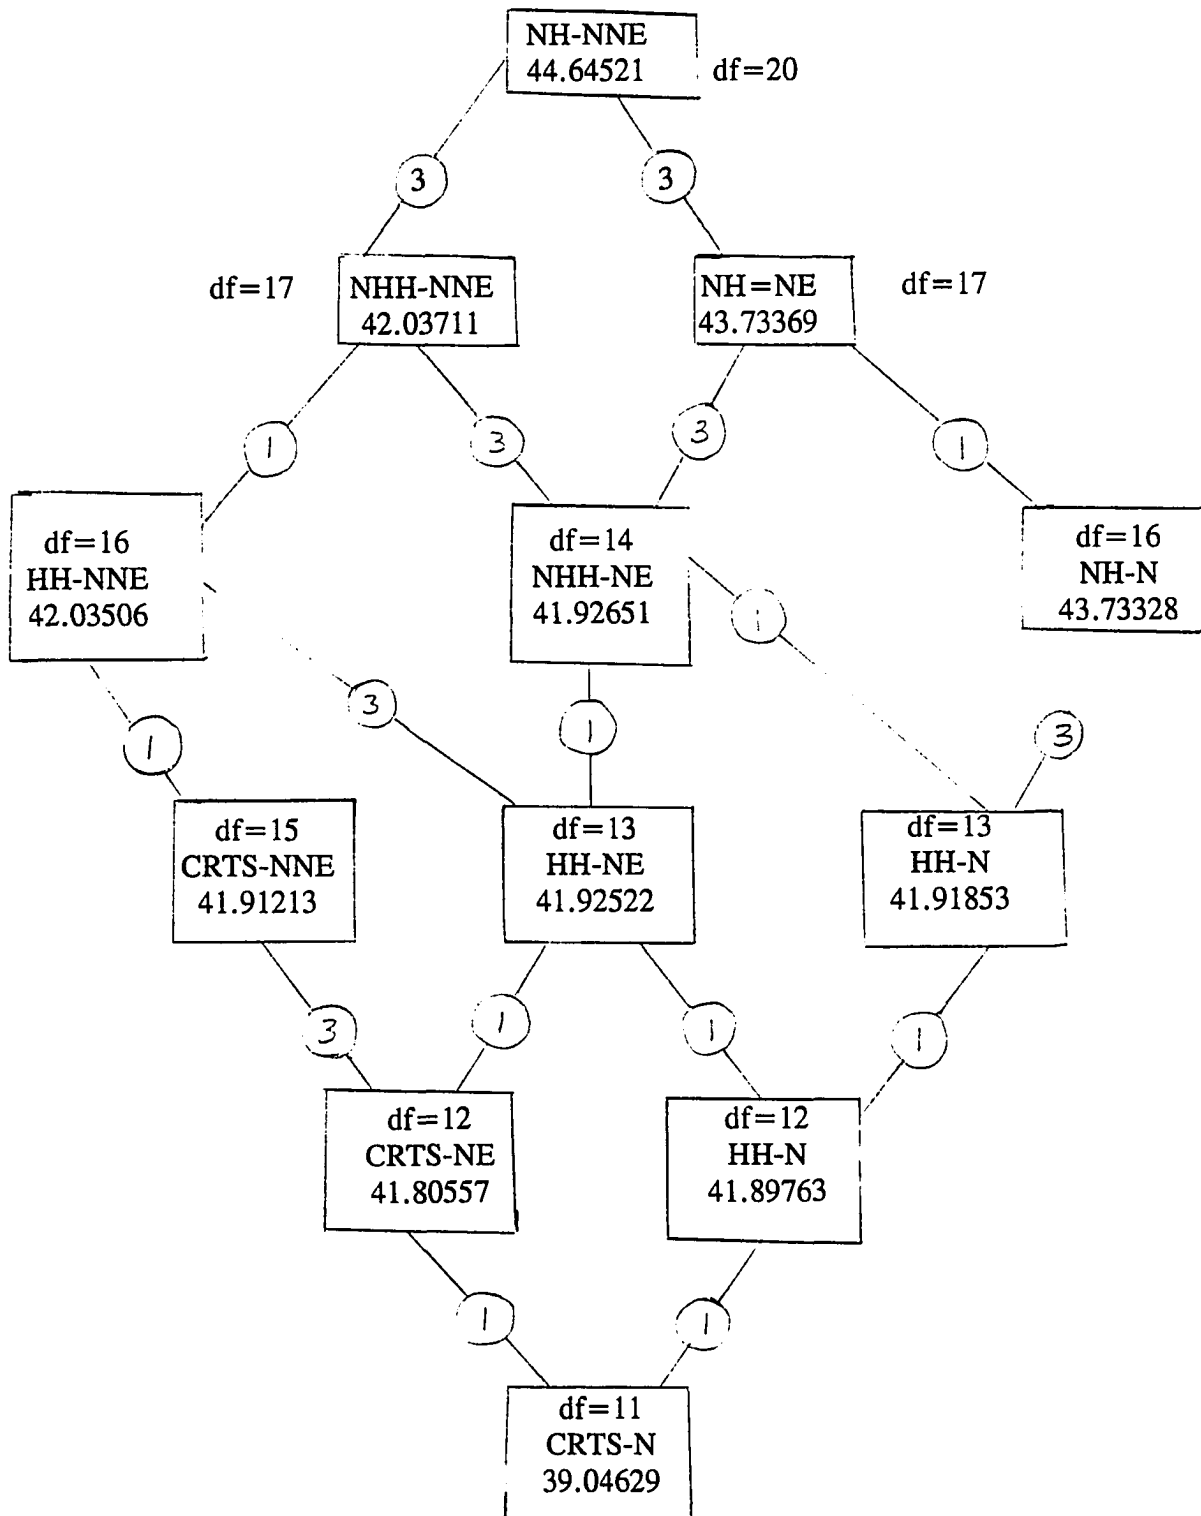 NH-NNE
44.64521 df=20
3 3
df=17 NHH-NNE NH=NE df=17
42.03711 43.73369
1 3 3 1
df=16 df=14 df=16
HH-NNE NHH-NE NH-N
42.03506 41.92651 43.73328
1
3 1 3
1
df=15 df=13 df=13
CRTS-NNE HH-NE HH-N
41.91213 41.92522 41.91853
3 1 1 1
df=12 df=12
CRTS-NE HH-N
41.80557 41.89763
1 1
df=11
CRTS-N
39.04629